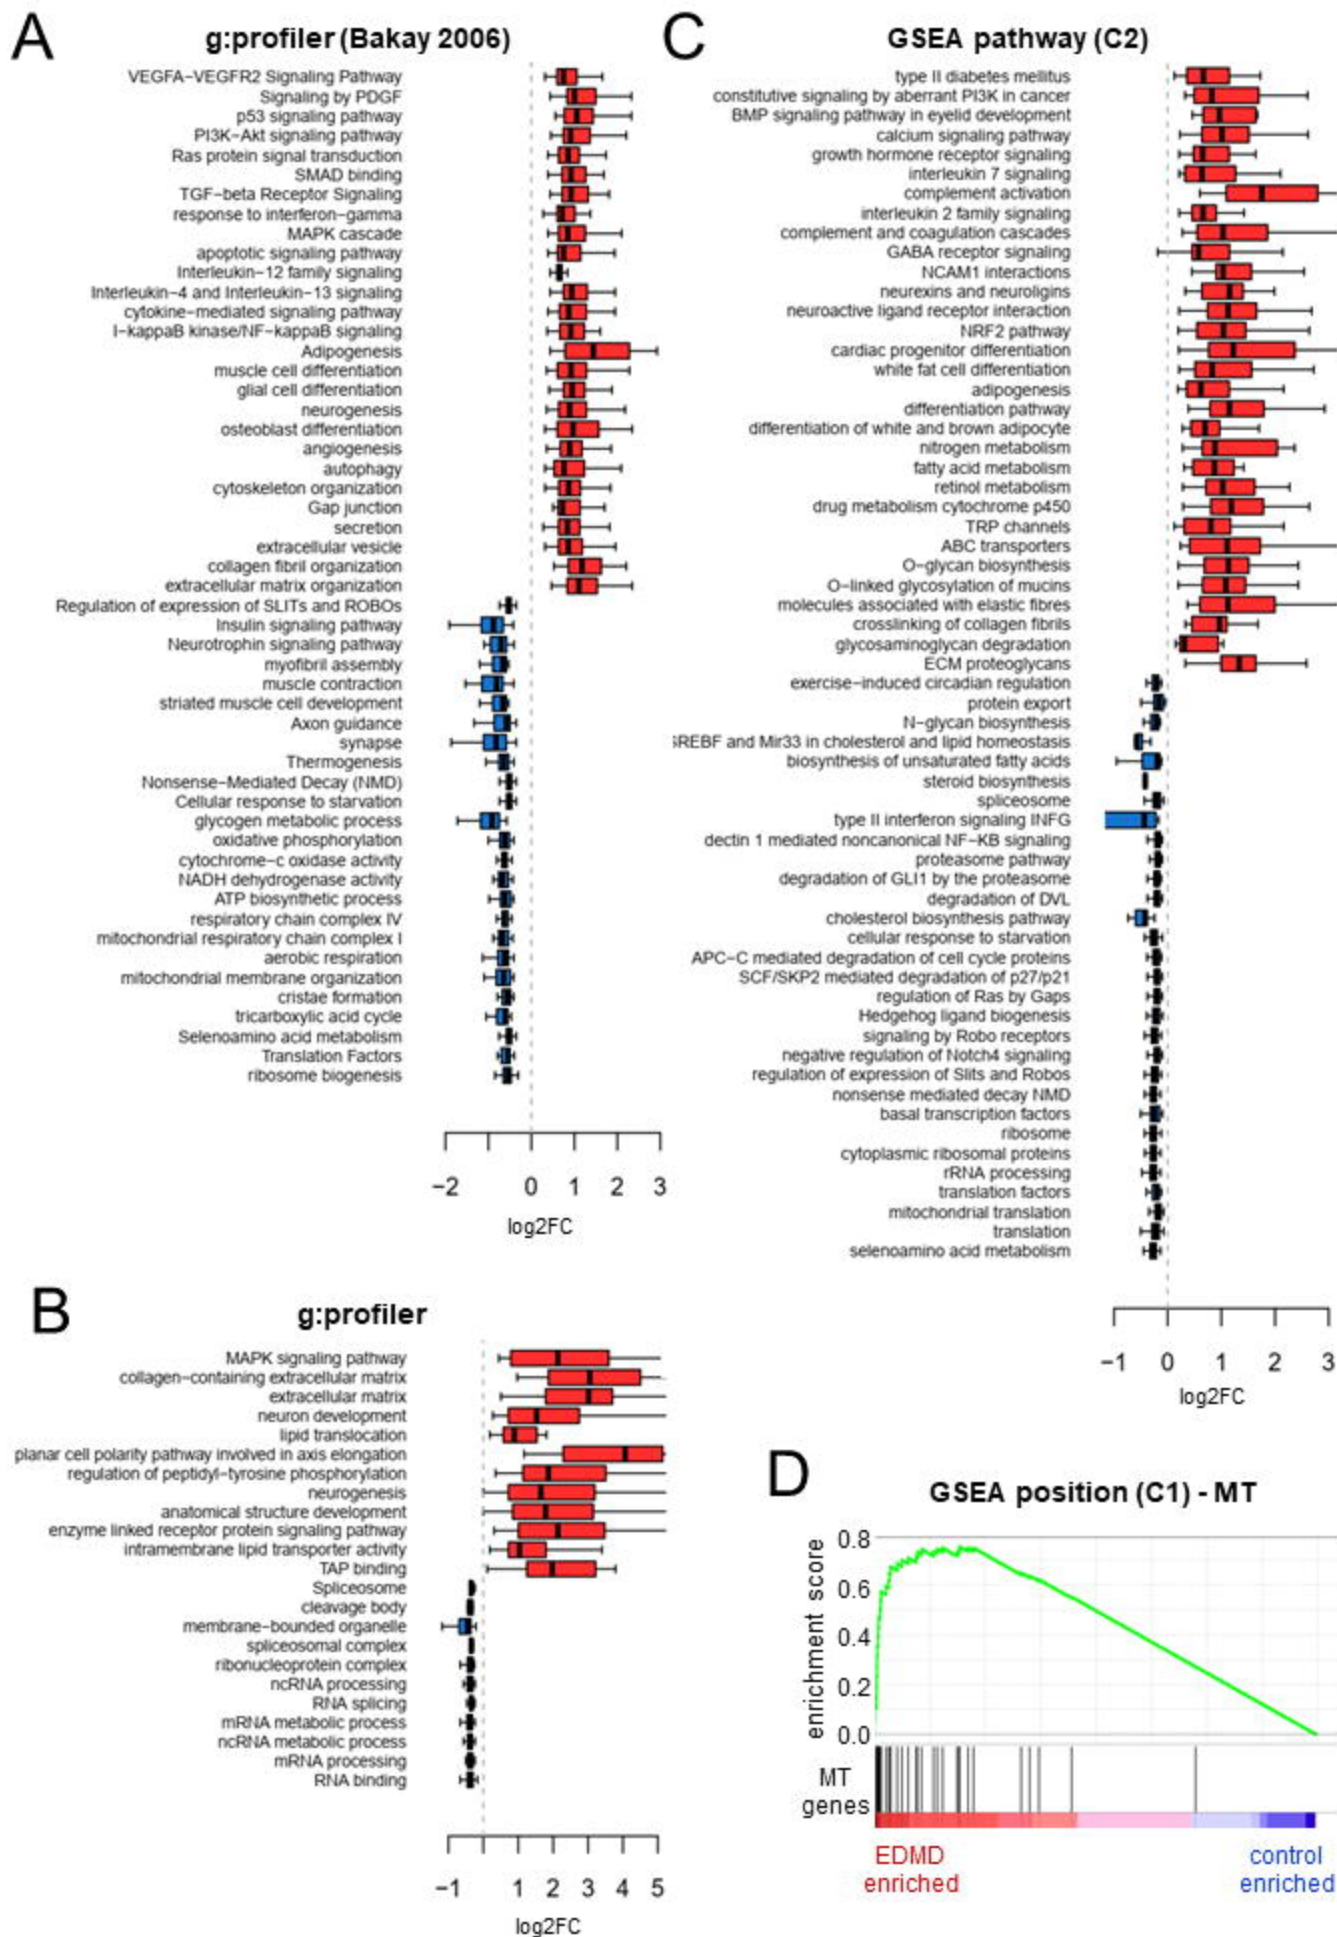 A
g:profiler (Bakay 2006)
VEGFA−VEGFR2 Signaling Pathway
Signaling by PDGF
p53 signaling pathway
PI3K−Akt signaling pathway
Ras protein signal transduction
SMAD binding
TGF−beta Receptor Signaling
response to interferon−gamma
MAPK cascade
apoptotic signaling pathway
Interleukin−12 family signaling
Interleukin−4 and Interleukin−13 signaling
cytokine−mediated signaling pathway
I−kappaB kinase/NF−kappaB signaling
Adipogenesis
muscle cell differentiation
glial cell differentiation
neurogenesis
osteoblast differentiation
angiogenesis
autophagy
cytoskeleton organization
Gap junction
secretion
extracellular vesicle
collagen fibril organization
extracellular matrix organization
Regulation of expression of SLITs and ROBOs
Insulin signaling pathway
Neurotrophin signaling pathway
myofibril assembly
muscle contraction
striated muscle cell development
Axon guidance
synapse
Thermogenesis
Nonsense−Mediated Decay (NMD)
Cellular response to starvation
glycogen metabolic process
oxidative phosphorylation
cytochrome−c oxidase activity
NADH dehydrogenase activity
ATP biosynthetic process
respiratory chain complex IV
mitochondrial respiratory chain complex I
aerobic respiration
mitochondrial membrane organization
cristae formation
tricarboxylic acid cycle
Selenoamino acid metabolism
Translation Factors
ribosome biogenesis
−2 0 1 2 3
log2FC
B
g:profiler
MAPK signaling pathway
collagen−containing extracellular matrix
extracellular matrix
neuron development
lipid translocation
planar cell polarity pathway involved in axis elongation
regulation of peptidyl−tyrosine phosphorylation
neurogenesis
anatomical structure development
enzyme linked receptor protein signaling pathway
intramembrane lipid transporter activity
TAP binding
Spliceosome
cleavage body
membrane−bounded organelle
spliceosomal complex
ribonucleoprotein complex
ncRNA processing
RNA splicing
mRNA metabolic process
ncRNA metabolic process
mRNA processing
RNA binding
−1 1 2 3 4 5
log2FC
C
GSEA pathway (C2)
type II diabetes mellitus
constitutive signaling by aberrant PI3K in cancer
BMP signaling pathway in eyelid development
calcium signaling pathway
growth hormone receptor signaling
interleukin 7 signaling
complement activation
interleukin 2 family signaling
complement and coagulation cascades
GABA receptor signaling
NCAM1 interactions
neurexins and neuroligins
neuroactive ligand receptor interaction
NRF2 pathway
cardiac progenitor differentiation
white fat cell differentiation
adipogenesis
differentiation pathway
differentiation of white and brown adipocyte
nitrogen metabolism
fatty acid metabolism
retinol metabolism
drug metabolism cytochrome p450
TRP channels
ABC transporters
O−glycan biosynthesis
O−linked glycosylation of mucins
molecules associated with elastic fibres
crosslinking of collagen fibrils
glycosaminoglycan degradation
ECM proteoglycans
exercise−induced circadian regulation
protein export
N−glycan biosynthesis
SREBF and Mir33 in cholesterol and lipid homeostasis
biosynthesis of unsaturated fatty acids
steroid biosynthesis
spliceosome
type II interferon signaling INFG
dectin 1 mediated noncanonical NF−KB signaling
proteasome pathway
degradation of GLI1 by the proteasome
degradation of DVL
cholesterol biosynthesis pathway
cellular response to starvation
APC−C mediated degradation of cell cycle proteins
SCF/SKP2 mediated degradation of p27/p21
regulation of Ras by Gaps
Hedgehog ligand biogenesis
signaling by Robo receptors
negative regulation of Notch4 signaling
regulation of expression of Slits and Robos
nonsense mediated decay NMD
basal transcription factors
ribosome
cytoplasmic ribosomal proteins
rRNA processing
translation factors
mitochondrial translation
translation
selenoamino acid metabolism
−1 0 1 2 3
log2FC
D
GSEA position (C1) - MT
enrichment score
0.8
0.6
0.4
0.2
0.0
MT
genes
EDMD
enriched
control
enriched